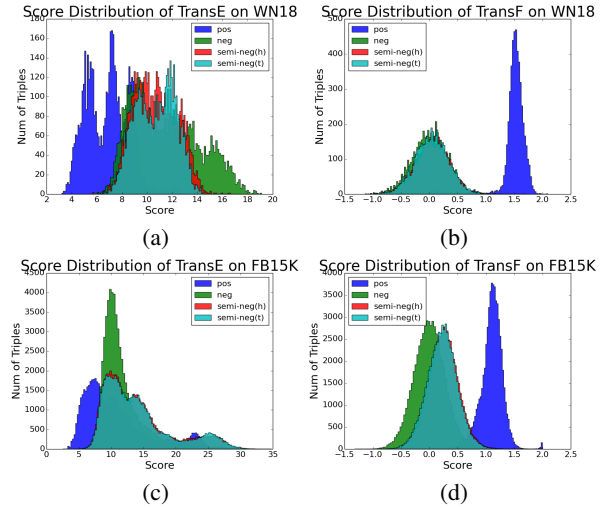 Score Distribution of TransE on WN18
180
160
140
120
100
80
60
40
20
0
Num of Triples
pos
neg
semi-neg(h)
semi-neg(t)
2 4 6 8 10 12 14 16 18 20
Score
(a)
Score Distribution of TransF on WN18
500
400
300
200
100
0
Num of Triples
pos
neg
semi-neg(h)
semi-neg(t)
-1.5 -1.0 -0.5 0.0 0.5 1.0 1.5 2.0 2.5
Score
(b)
Score Distribution of TransE on FB15K
4500
4000
3500
3000
2500
2000
1500
1000
500
0
Num of Triples
pos
neg
semi-neg(h)
semi-neg(t)
0 5 10 15 20 25 30 35
Score
(c)
Score Distribution of TransF on FB15K
4000
3500
3000
2500
2000
1500
1000
500
0
Num of Triples
pos
neg
semi-neg(h)
semi-neg(t)
-1.5 -1.0 -0.5 0.0 0.5 1.0 1.5 2.0 2.5
Score
(d)